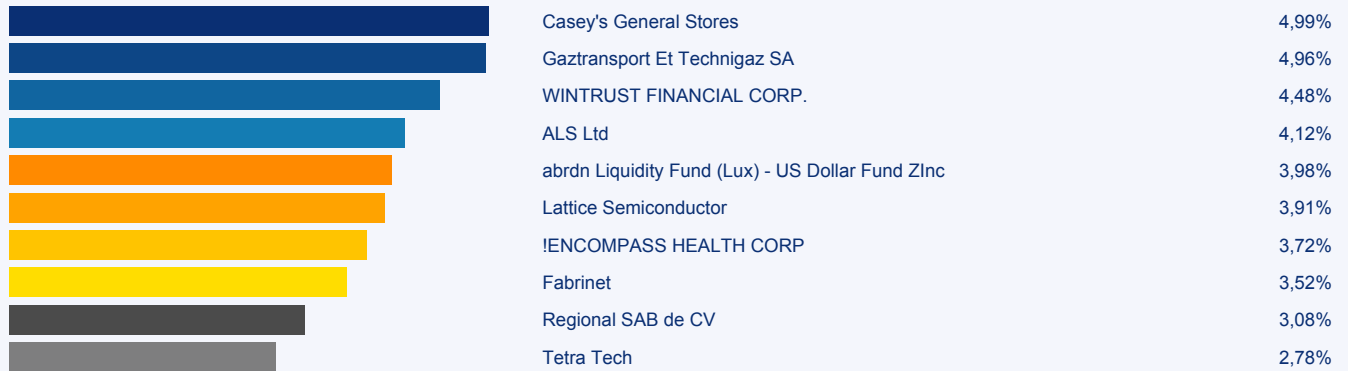 Casey's General Stores 4,99%
Gaztransport Et Technigaz SA 4,96%
WINTRUST FINANCIAL CORP. 4,48%
ALS Ltd 4,12%
abrdn Liquidity Fund (Lux) - US Dollar Fund ZInc 3,98%
Lattice Semiconductor 3,91%
!ENCOMPASS HEALTH CORP 3,72%
Fabrinet 3,52%
Regional SAB de CV 3,08%
Tetra Tech 2,78%